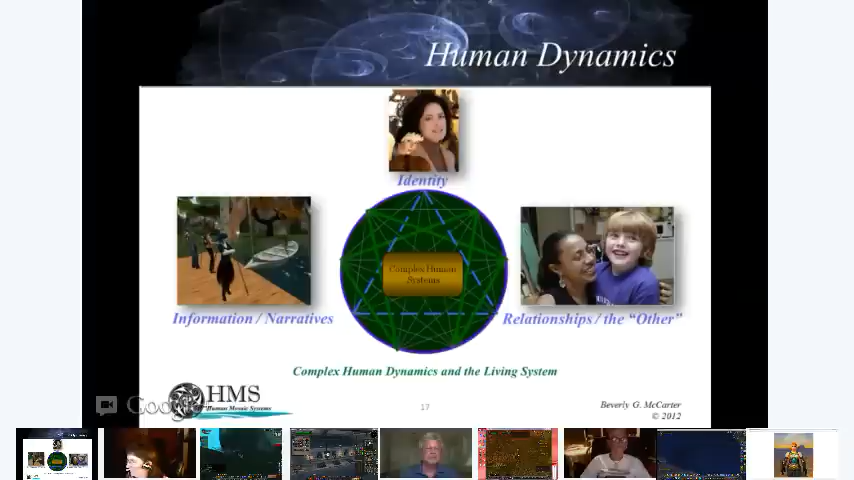 Human Dynamics
Identity
Complex Human
Systems
Information / Narratives
Relationships / the “Other”
Complex Human Dynamics and the Living System
HMS
Human Mosaic Systems
17
Beverly G. McCarter
© 2012